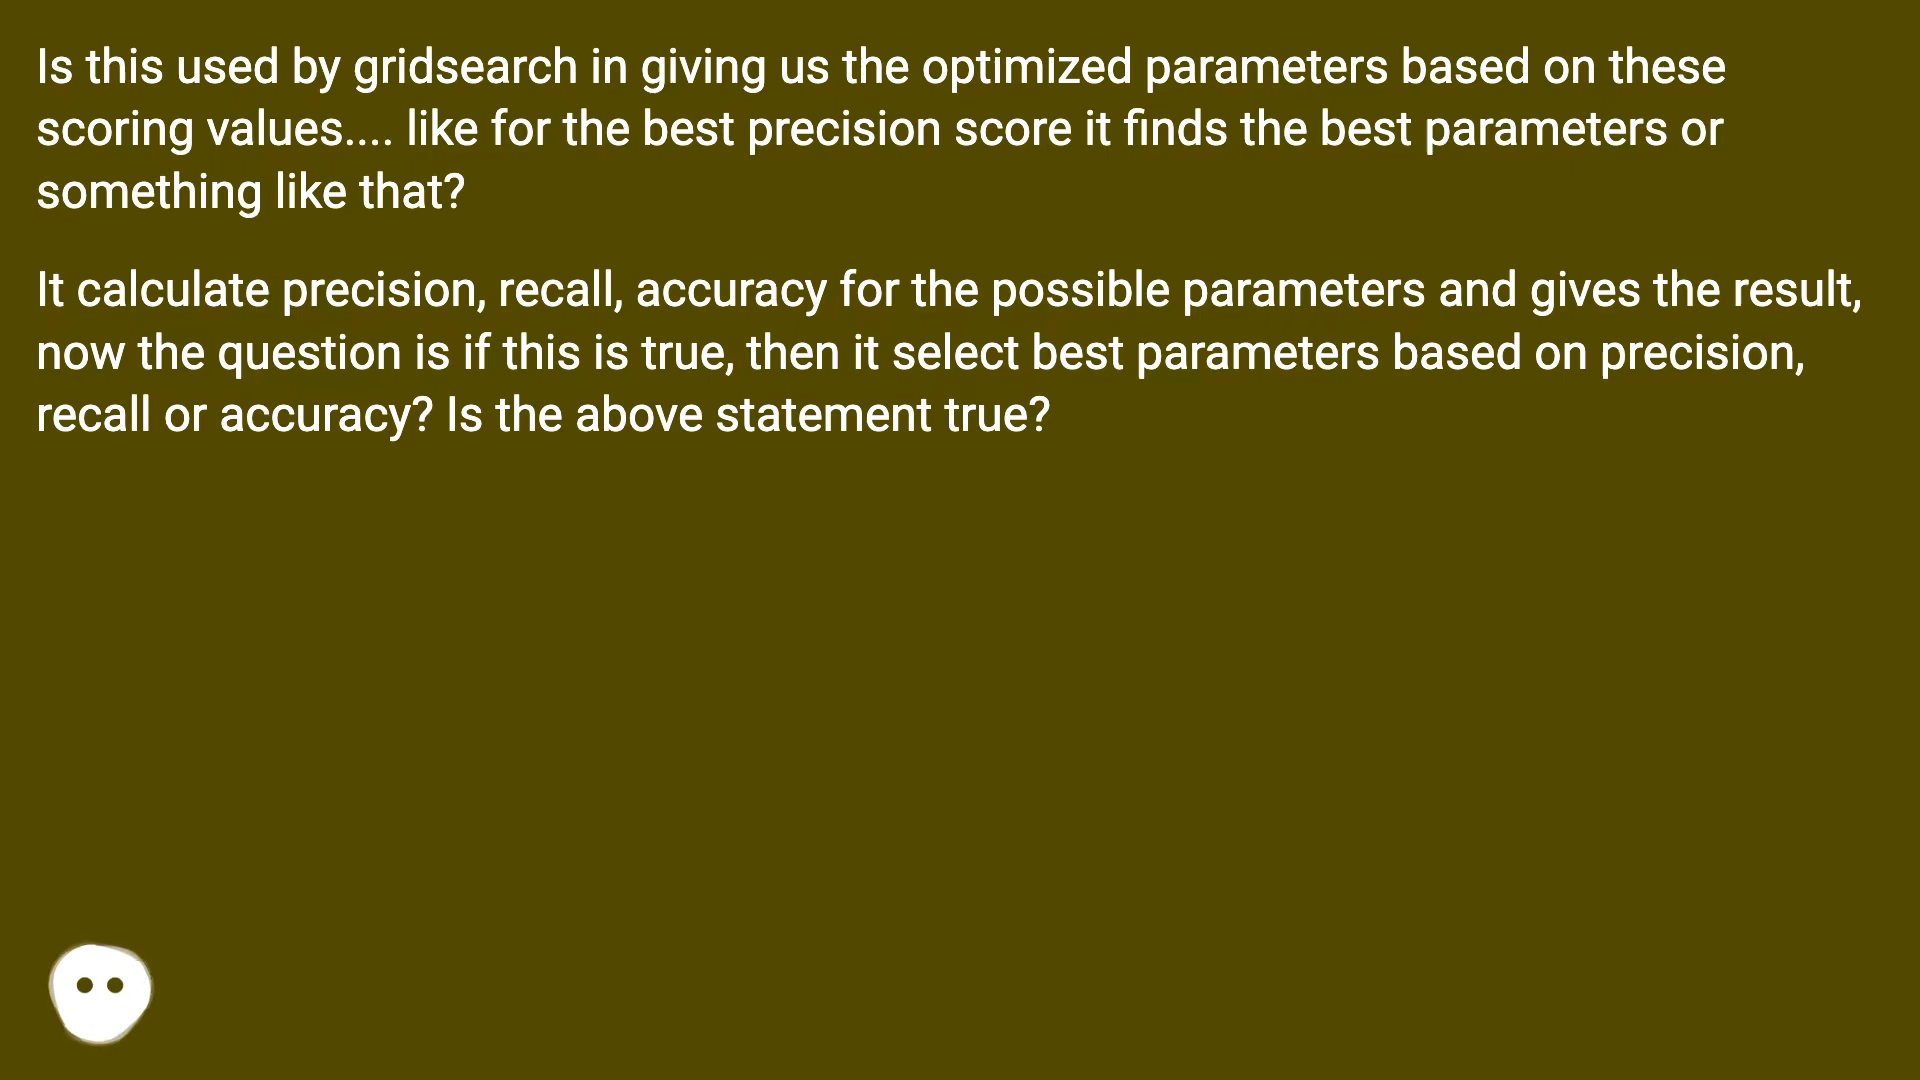 Is this used by gridsearch in giving us the optimized parameters based on these
scoring values.... like for the best precision score it finds the best parameters or
something like that?
It calculate precision, recall, accuracy for the possible parameters and gives the result,
now the question is if this is true, then it select best parameters based on precision,
recall or accuracy? Is the above statement true?